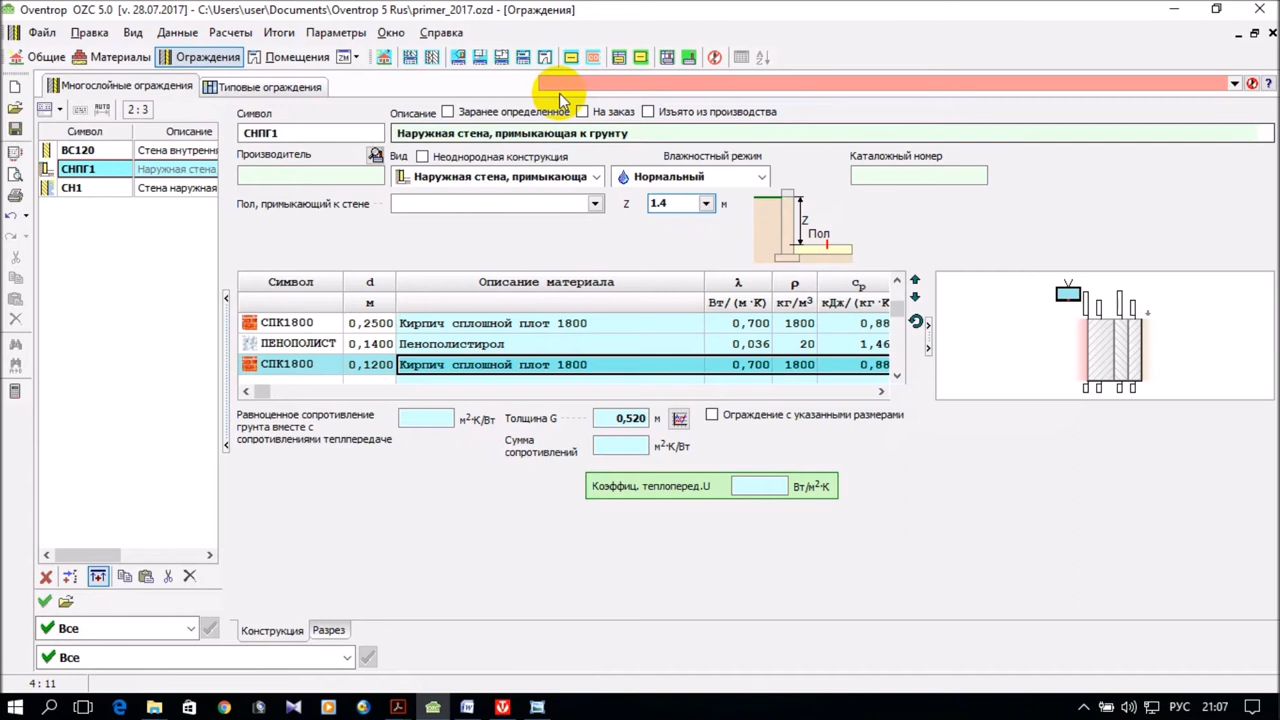 Oventrop OZC 5.0 [v. 28.07.2017] - C:\Users\user\Documents\Oventrop 5 Rus\primer_2017.ozd - [Ограждения]
Файл Правка Вид Данные Расчеты Итоги Параметры Окно Справка
Общие Материалы Ограждения Помещения
Многослойные ограждения Типовые ограждения
2:3
Символ Описание
ВС120 Стена внутрення
СНПГ1 Наружная стена
СН1 Стена наружная
Символ Описание Заранее определенное На заказ Изъято из производства
СНПГ1 Наружная стена, примыкающая к грунту
Производитель Вид Неоднородная конструкция Влажностный режим Каталожный номер
Наружная стена, примыкающа Нормальный
Пол, примыкающий к стене Z 1.4 м
Z
Пол
Символ d Описание материала λ ρ cp
м Вт/(м·K) кг/м³ кДж/(кг·К
СПК1800 0,2500 Кирпич сплошной плот 1800 0,700 1800 0,88
ПЕНОПОЛИСТ 0,1400 Пенополистирол 0,036 20 1,46
СПК1800 0,1200 Кирпич сплошной плот 1800 0,700 1800 0,88
Равноценное сопротивление грунта вместе с сопротивлениями теплпередаче м²·K/Вт Толщина G 0,520 м Ограждение с указанными размерами
Сумма сопротивлений м²·K/Вт
Коэффиц. теплоперед.U Вт/м²·K
Конструкция Разрез
Все
Все
4 : 11
РУС 21:07